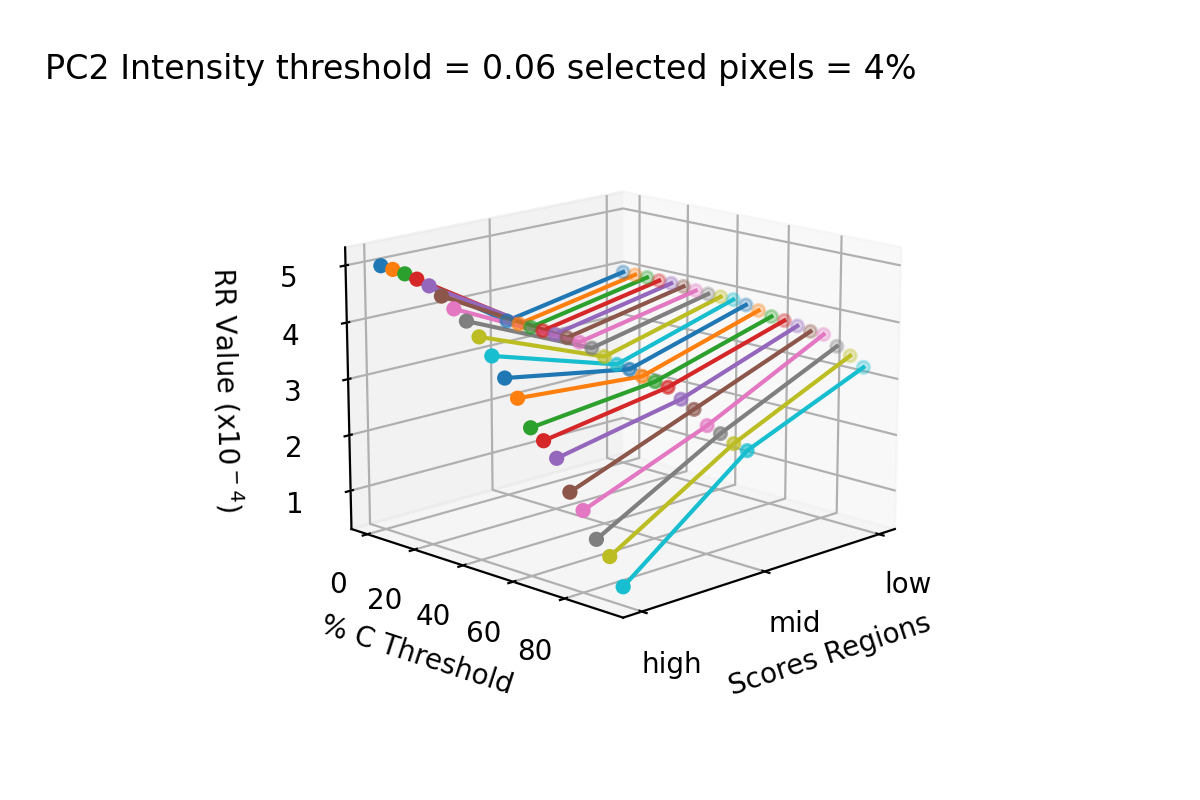 PC2 Intensity threshold = 0.06 selected pixels = 4%
RR Value (x10⁻⁴)
5
4
3
2
1
0
20
40
60
80
% C Threshold
high
mid
low
Scores Regions